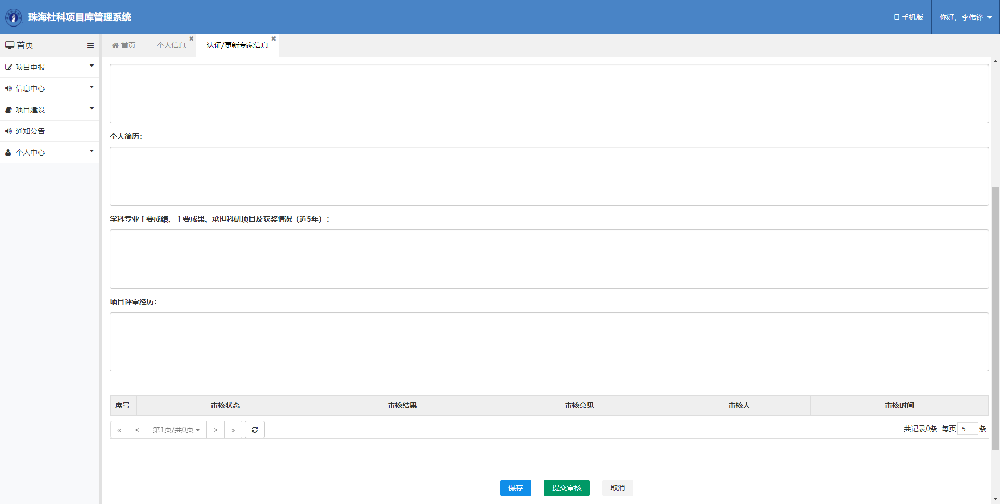 珠海社科项目库管理系统
手机版
你好，李伟锋
首页
首页
个人信息
认证/更新专家信息
项目申报
信息中心
项目建设
通知公告
个人中心
个人简历：
学科专业主要成绩、主要成果、承担科研项目及获奖情况（近5年）：
项目评审经历：
序号 审核状态 审核结果 审核意见 审核人 审核时间
« < 第1页/共0页 > » 共记录0条 每页 5 条
保存 提交审核 取消